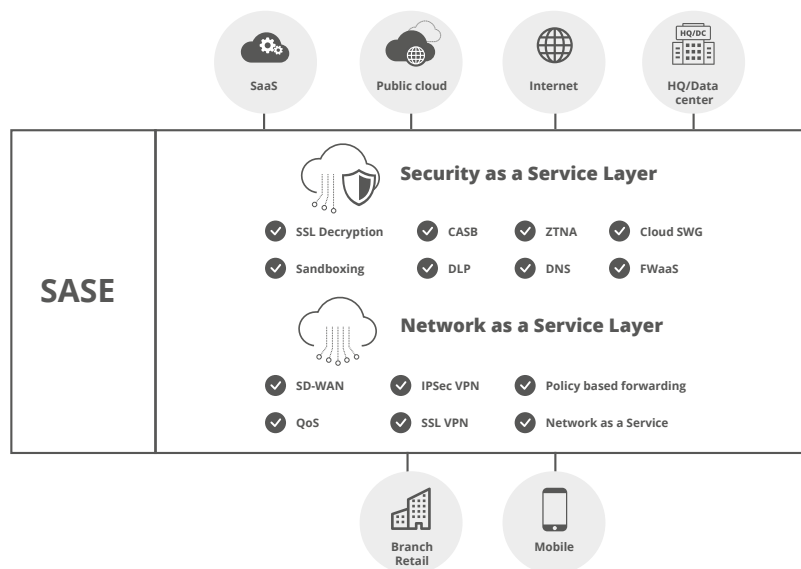 HQ/DC
SaaS
Public cloud
Internet
HQ/Data
center
SASE
Security as a Service Layer
SSL Decryption
CASB
ZTNA
Cloud SWG
Sandboxing
DLP
DNS
FWaaS
Network as a Service Layer
SD-WAN
IPSec VPN
Policy based forwarding
QoS
SSL VPN
Network as a Service
Branch
Retail
Mobile